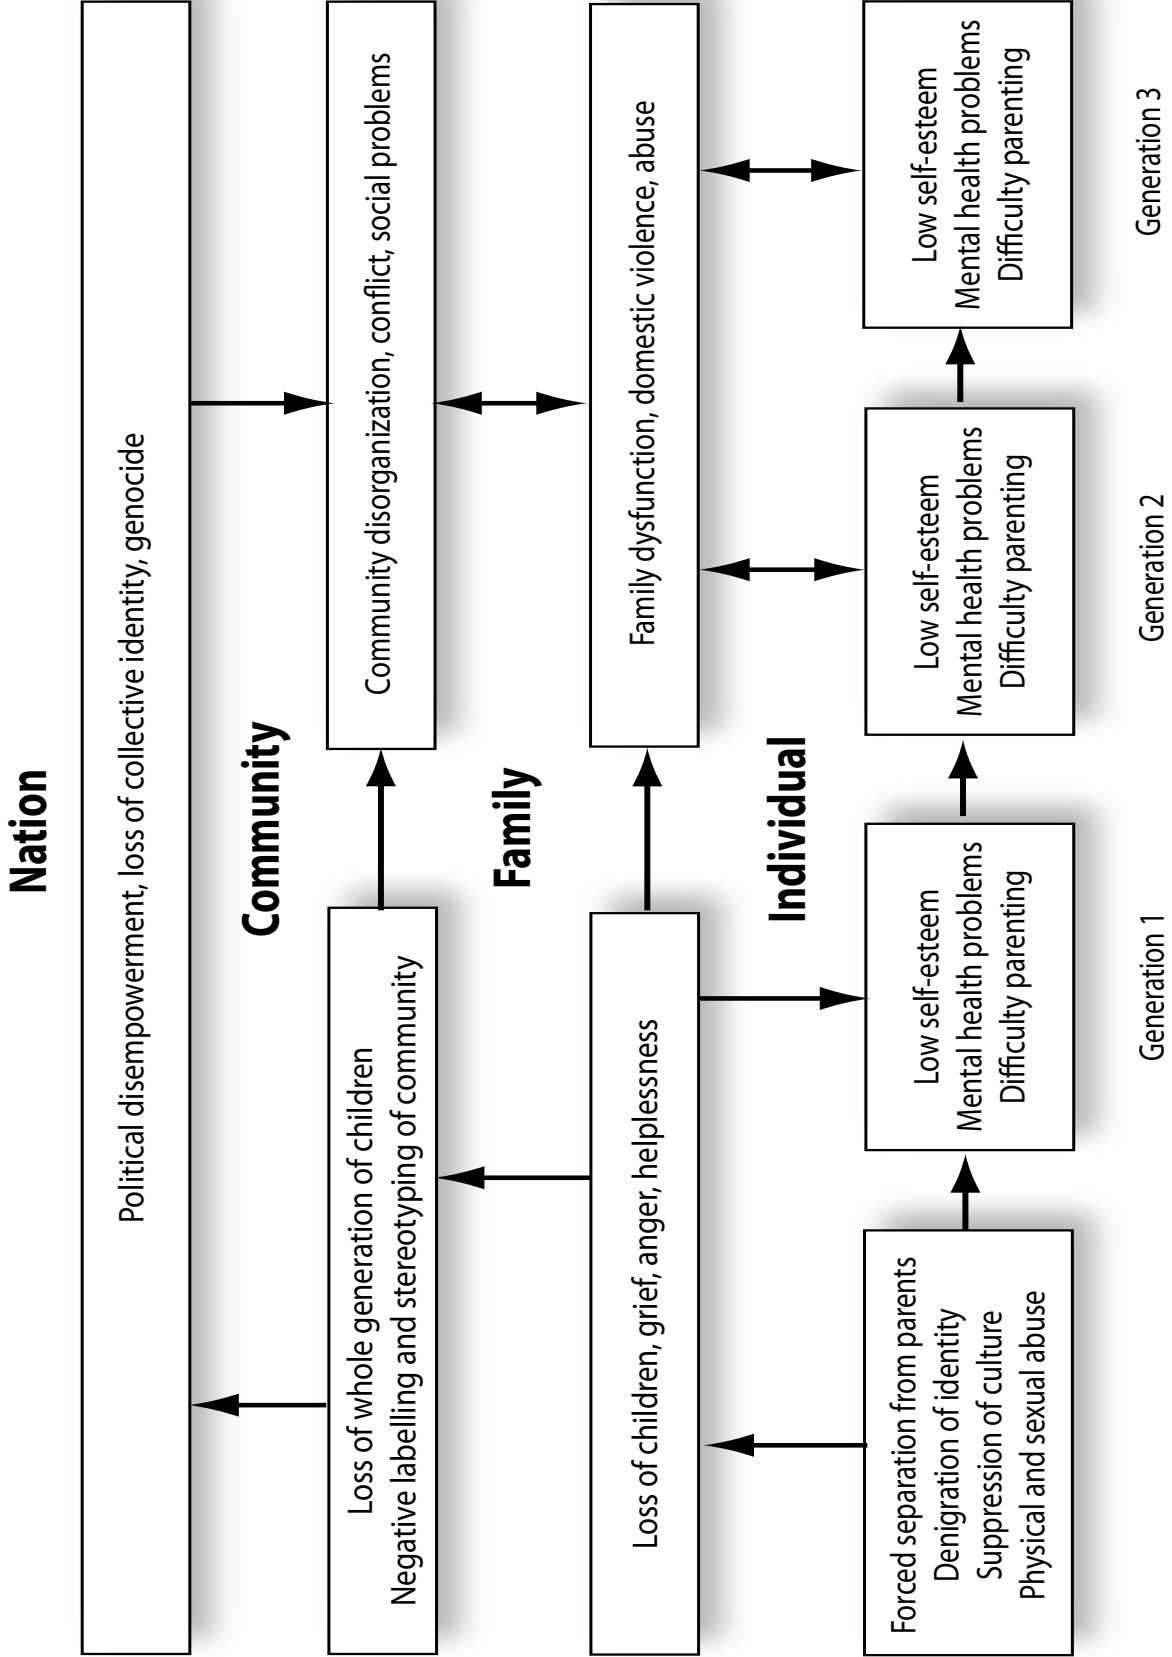 Nation
Political disempowerment, loss of collective identity, genocide
Community
Loss of whole generation of children
Negative labelling and stereotyping of community
Community disorganization, conflict, social problems
Family
Loss of children, grief, anger, helplessness
Family dysfunction, domestic violence, abuse
Individual
Forced separation from parents
Denigration of identity
Suppression of culture
Physical and sexual abuse
Low self-esteem
Mental health problems
Difficulty parenting
Low self-esteem
Mental health problems
Difficulty parenting
Low self-esteem
Mental health problems
Difficulty parenting
Generation 1
Generation 2
Generation 3